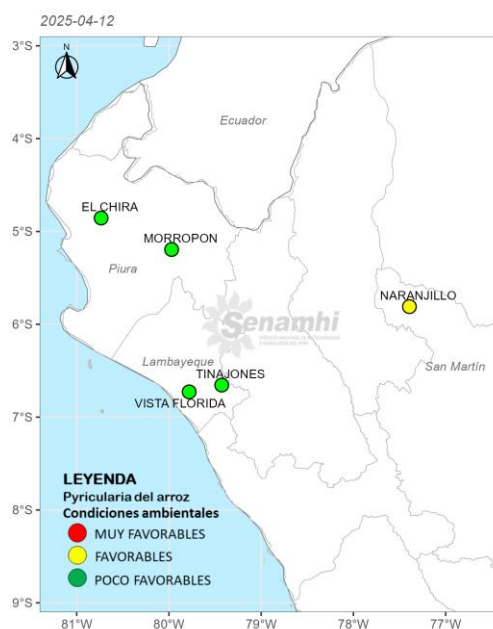 2025-04-12
3°S
4°S
5°S
6°S
7°S
8°S
9°S
N
Ecuador
EL CHIRA
MORROPON
Piura
NARANJILLO
Senamhi
San Martín
Lambayeque
TINAJONES
VISTA FLORIDA
LEYENDA
Pyricularia del arroz
Condiciones ambientales
MUY FAVORABLES
FAVORABLES
POCO FAVORABLES
81°W 80°W 79°W 78°W 77°W